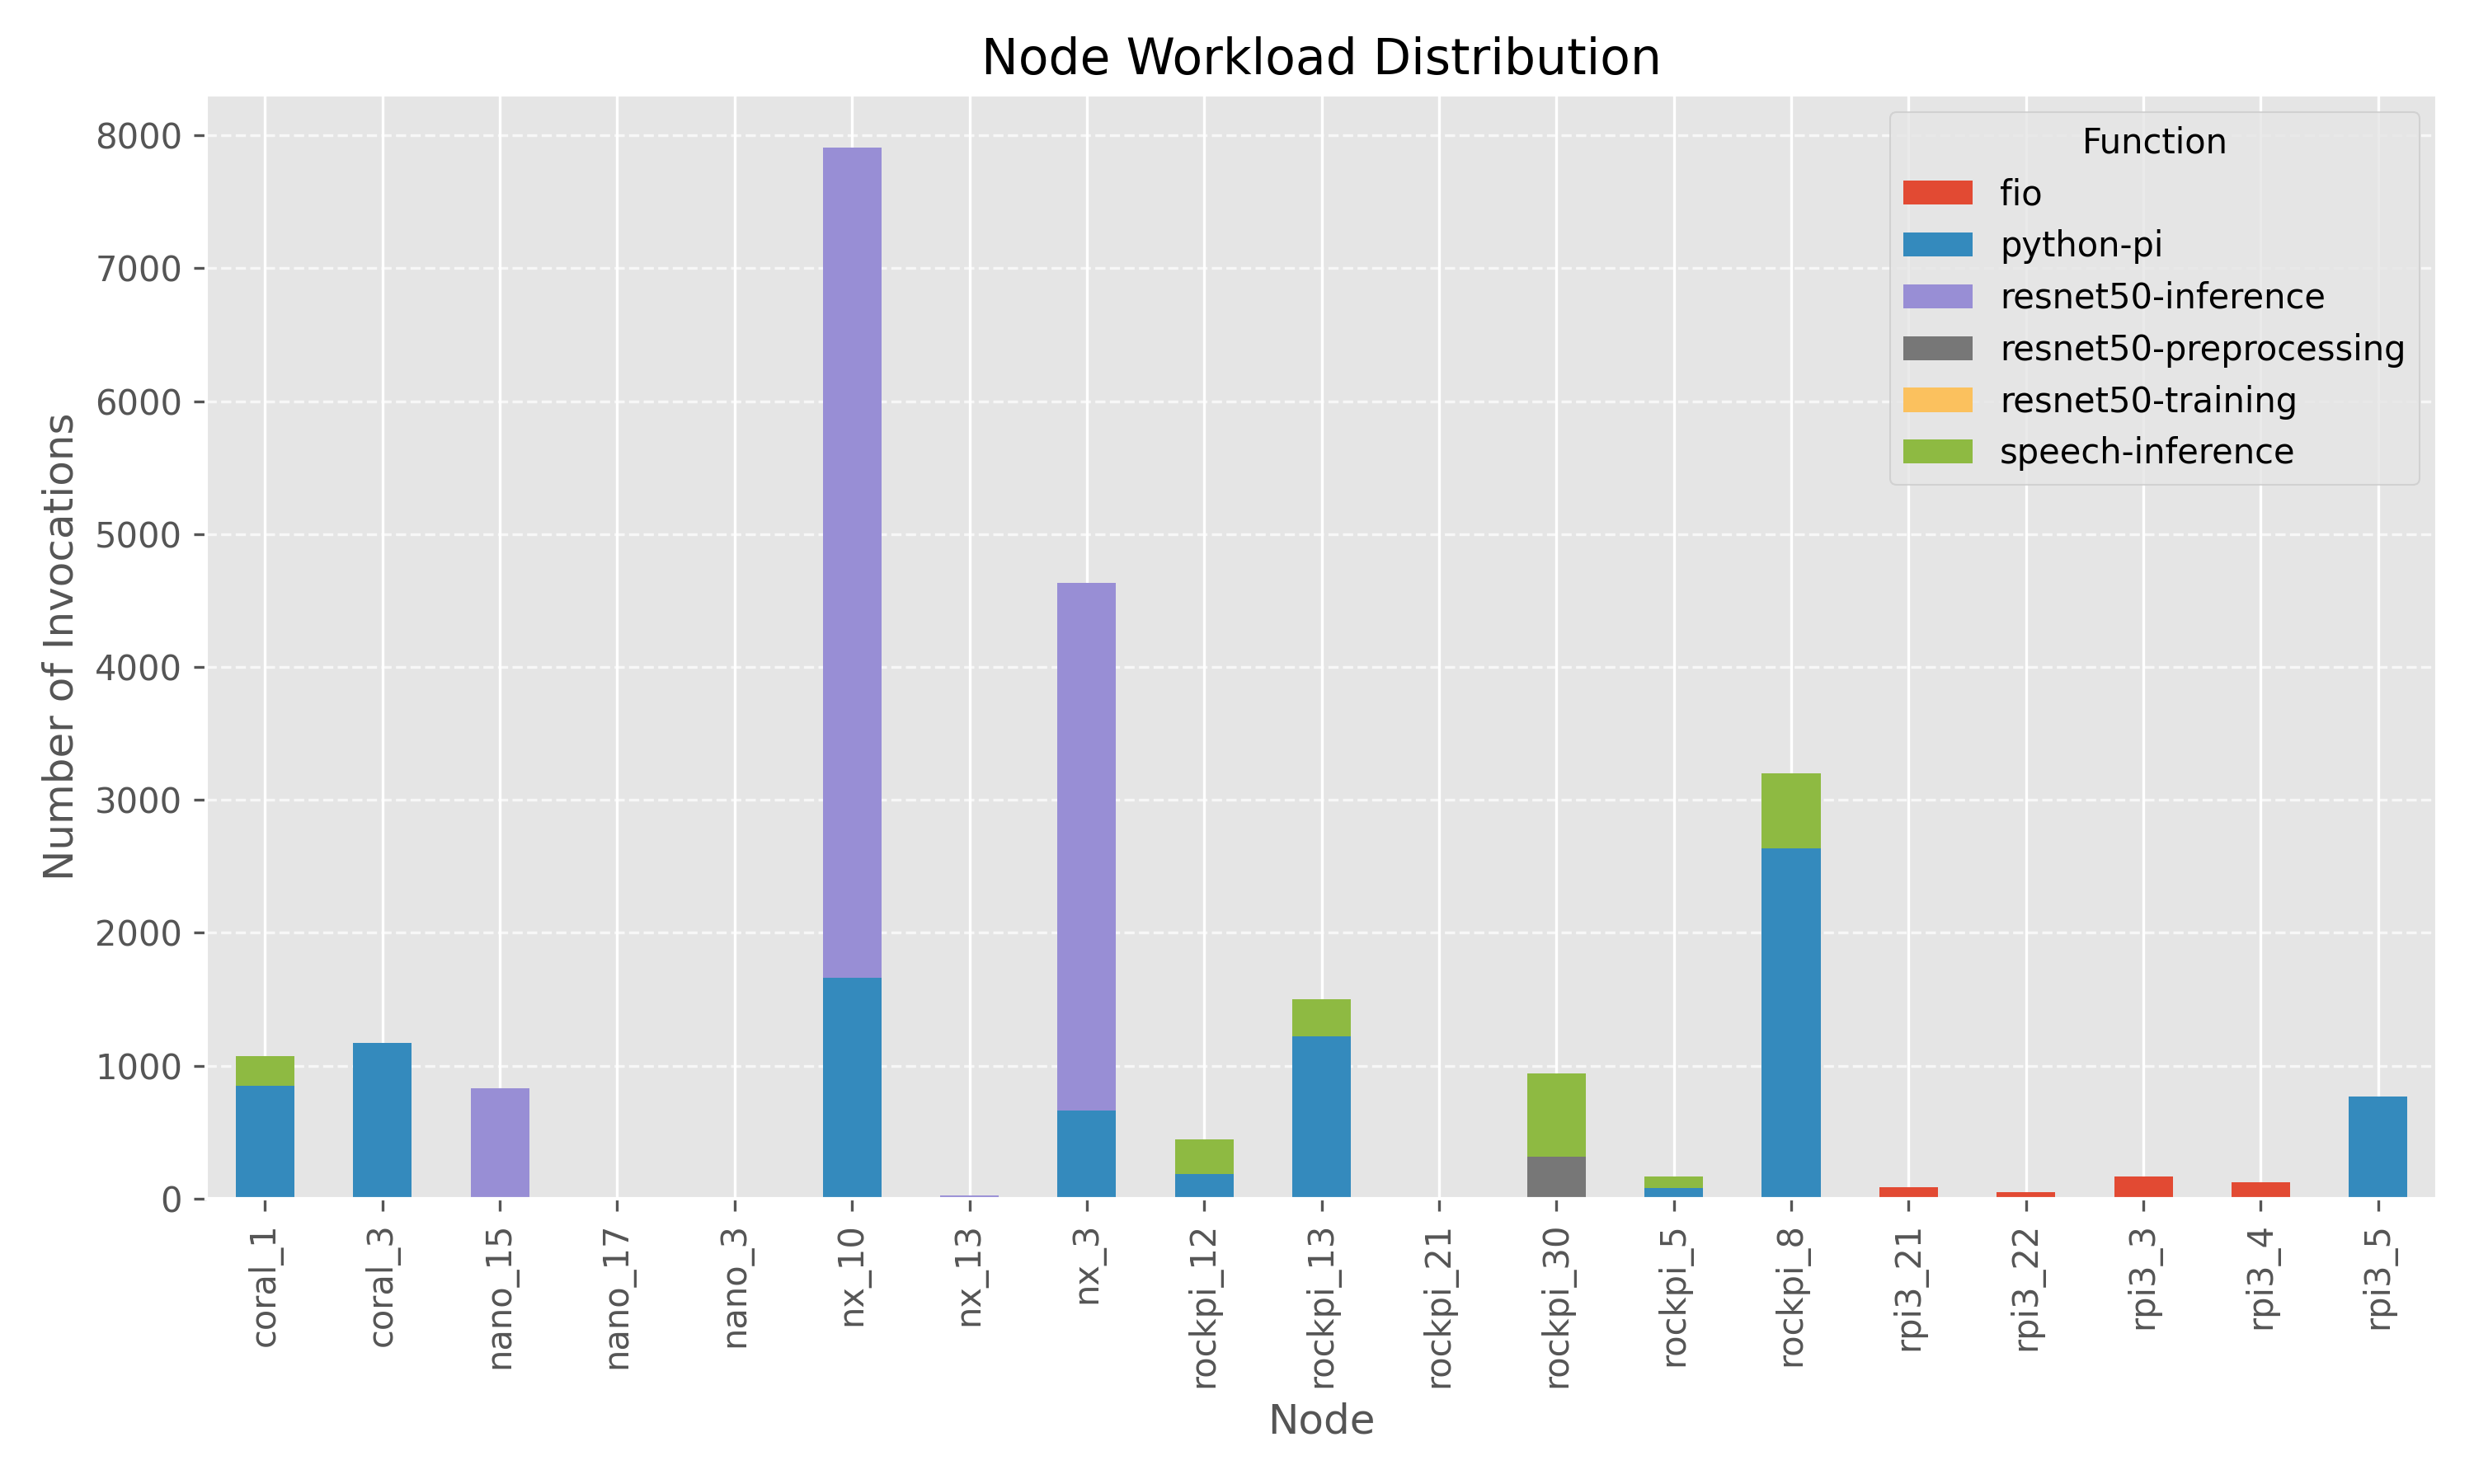 Node Workload Distribution
Number of Invocations
8000
7000
6000
5000
4000
3000
2000
1000
0
Function
fio
python-pi
resnet50-inference
resnet50-preprocessing
resnet50-training
speech-inference
coral_1
coral_3
nano_15
nano_17
nano_3
nx_10
nx_13
nx_3
rockpi_12
rockpi_13
rockpi_21
rockpi_30
rockpi_5
rockpi_8
rpi3_21
rpi3_22
rpi3_3
rpi3_4
rpi3_5
Node